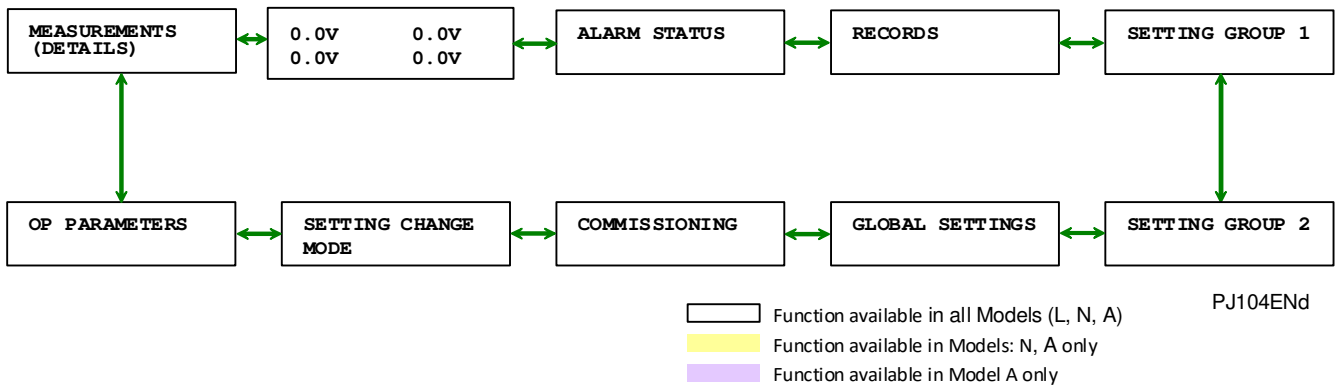 MEASUREMENTS
(DETAILS)
0.0V 0.0V
0.0V 0.0V
ALARM STATUS
RECORDS
SETTING GROUP 1
OP PARAMETERS
SETTING CHANGE
MODE
COMMISSIONING
GLOBAL SETTINGS
SETTING GROUP 2
PJ104ENd
Function available in all Models (L, N, A)
Function available in Models: N, A only
Function available in Model A only